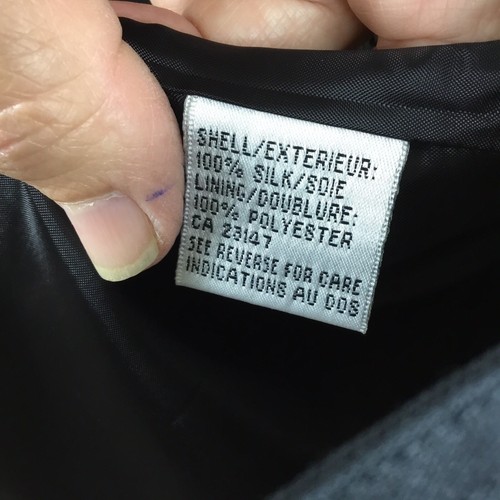 SHELL/EXTERIEUR:
100% SILK/SOIE
LINING/DOUBLURE:
100% POLYESTER
CA 23147
SEE REVERSE FOR CARE
INDICATIONS AU DOS